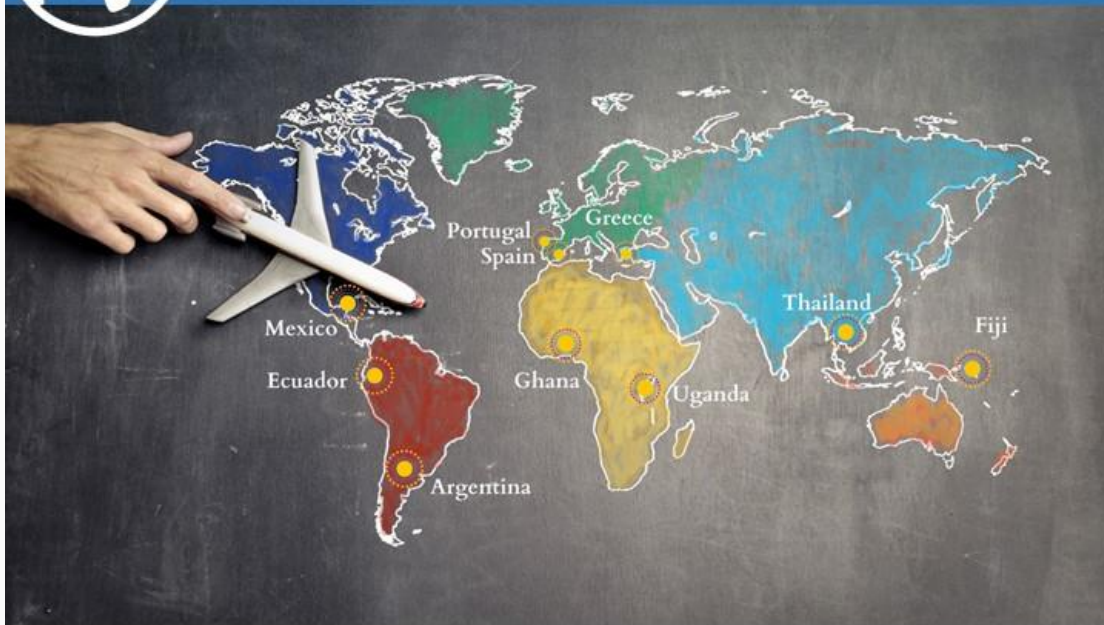 Greece
Portugal
Spain
Thailand
Fiji
Mexico
Ecuador
Ghana
Uganda
Argentina